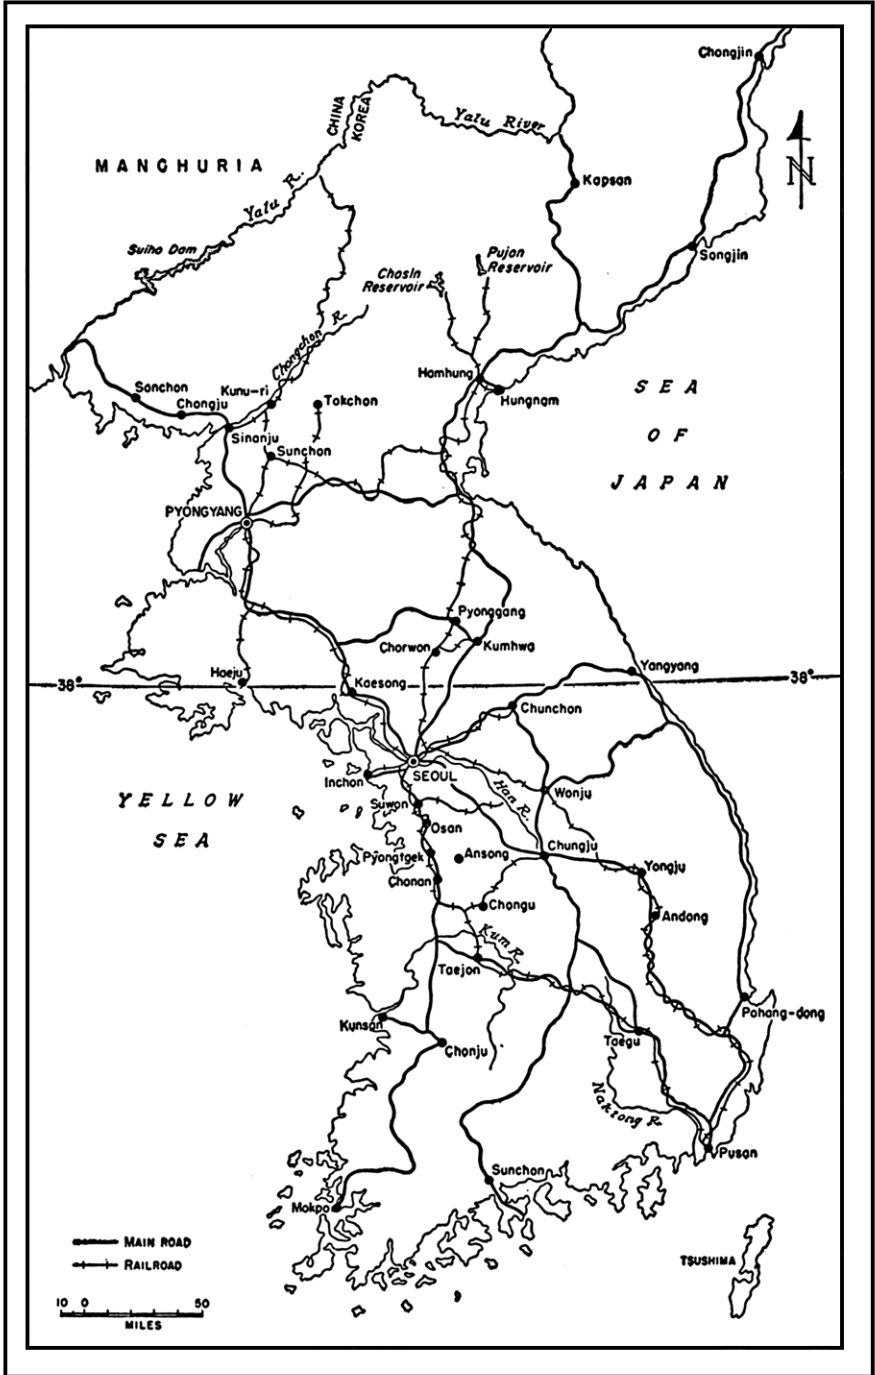 Chongjin
CHINA
KOREA
Yalu River
MANCHURIA
N
Kapsan
Yalu R.
Suiho Dam
Songjin
Pujon
Reservoir
Chosin
Reservoir
Chongchon R.
Hamhung
Hungnam
SEA
OF
JAPAN
Sonchon
Chongju
Kunu-ri
Tokchon
Sinanju
Sunchon
PYONGYANG
Pyonggang
Chorwon
Kumhwa
Haeju
Yangyang
38°
38°
Kaesong
Chunchon
Inchon
SEOUL
YELLOW
SEA
Han R.
Wonju
Suwon
Osan
Chungju
Pyongtaek
Ansong
Yongju
Chonan
Chongu
Andong
Kum R.
Taejon
Kunsan
Pohang-dong
Taegu
Chonju
Naktong R.
Pusan
Sunchon
Mokpo
MAIN ROAD
RAILROAD
TSUSHIMA
10 0 50
MILES